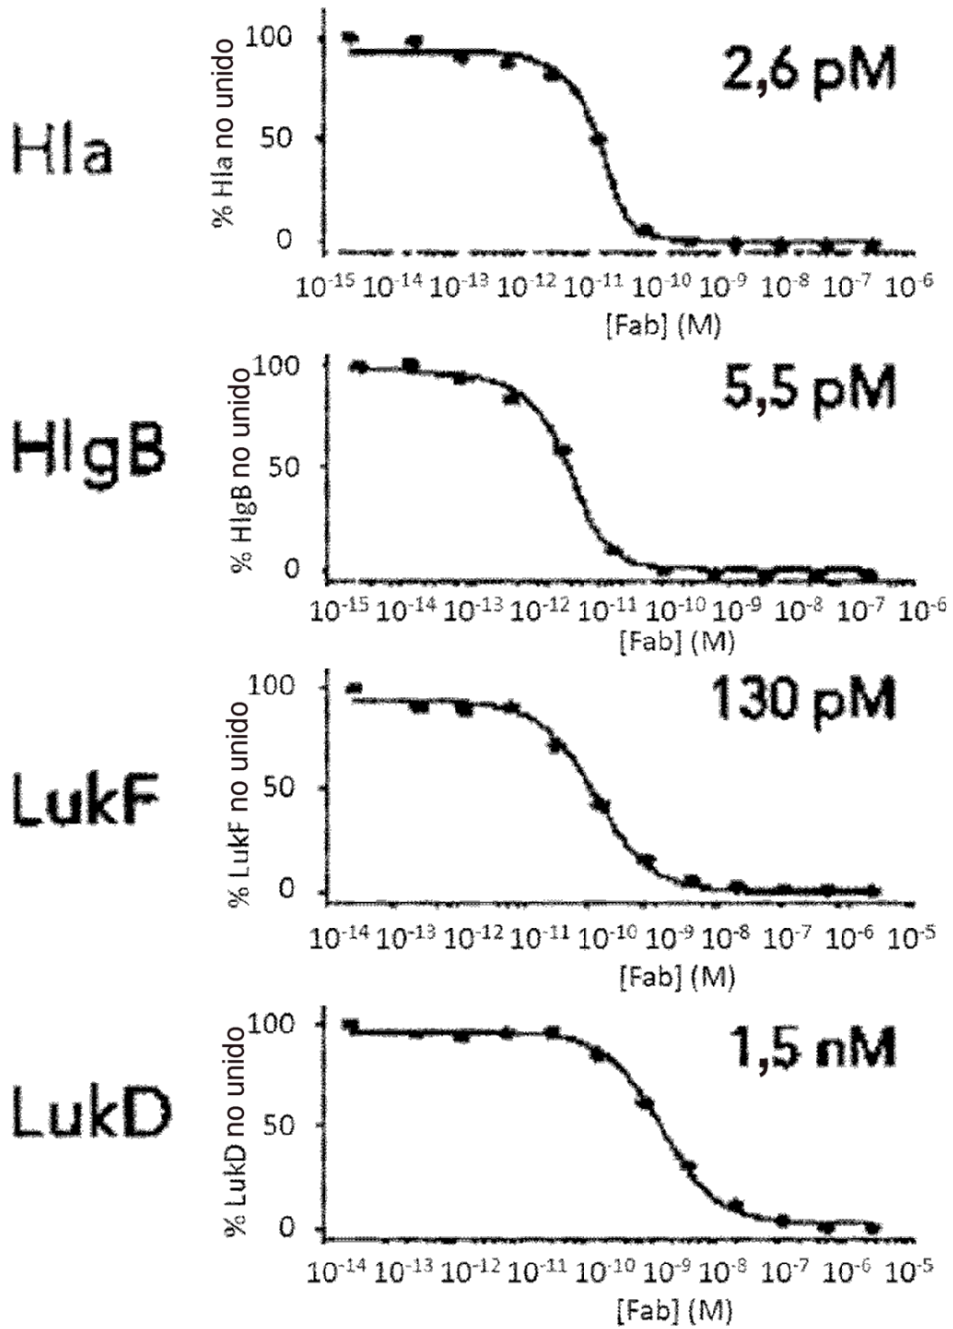 Hla
% Hla no unido
100
50
0
2,6 pM
10-15 10-14 10-13 10-12 10-11 10-10 10-9 10-8 10-7 10-6
[Fab] (M)
HlgB
% HlgB no unido
100
50
0
5,5 pM
10-15 10-14 10-13 10-12 10-11 10-10 10-9 10-8 10-7 10-6
[Fab] (M)
LukF
% LukF no unido
100
50
0
130 pM
10-14 10-13 10-12 10-11 10-10 10-9 10-8 10-7 10-6 10-5
[Fab] (M)
LukD
% LukD no unido
100
50
0
1,5 nM
10-14 10-13 10-12 10-11 10-10 10-9 10-8 10-7 10-6 10-5
[Fab] (M)